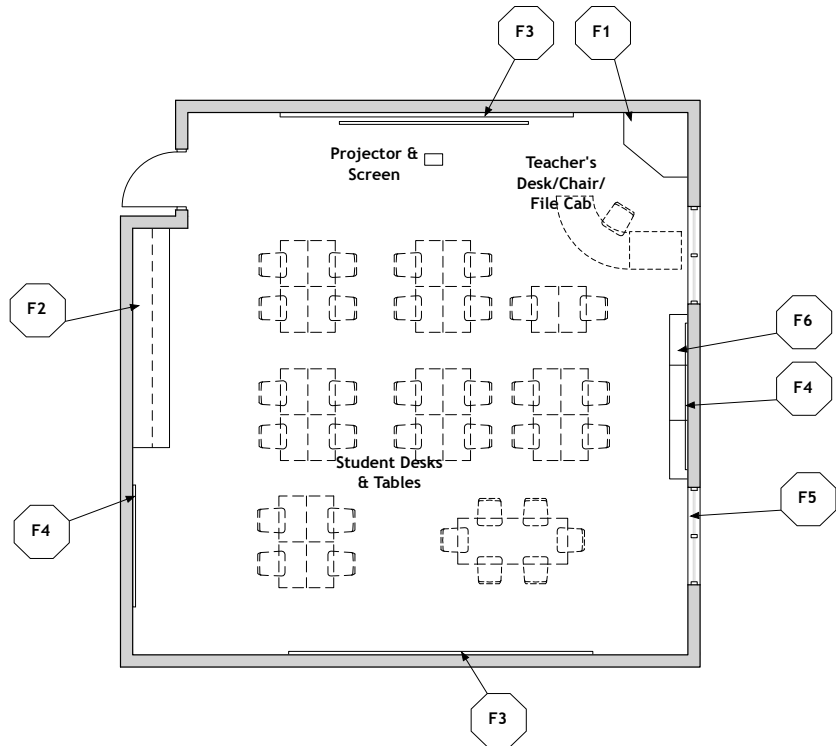 F3
F1
Projector &
Screen
Teacher's
Desk/Chair/
File Cab
F2
F6
F4
Student Desks
& Tables
F5
F4
F3